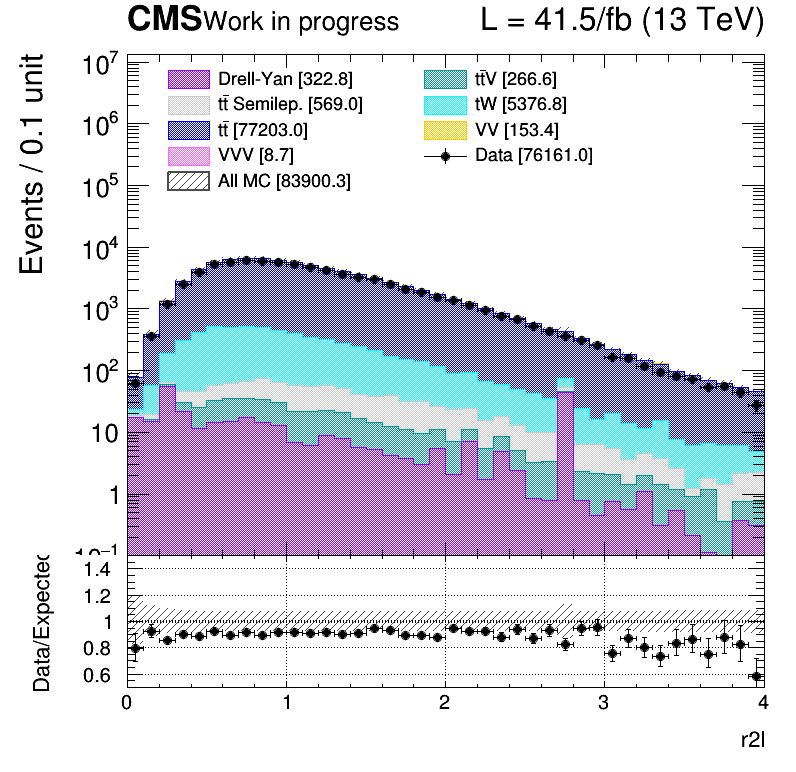 CMS Work in progress L = 41.5/fb (13 TeV)
Events / 0.1 unit
10⁷
10⁶
10⁵
10⁴
10³
10²
10
1
10⁻¹
Drell-Yan [322.8]
tt̄ Semilep. [569.0]
tt̄ [77203.0]
VVV [8.7]
All MC [83900.3]
tt̄V [266.6]
tW [5376.8]
VV [153.4]
Data [76161.0]
Data/Expected
1.4
1.2
1
0.8
0.6
0 1 2 3 4
r2l